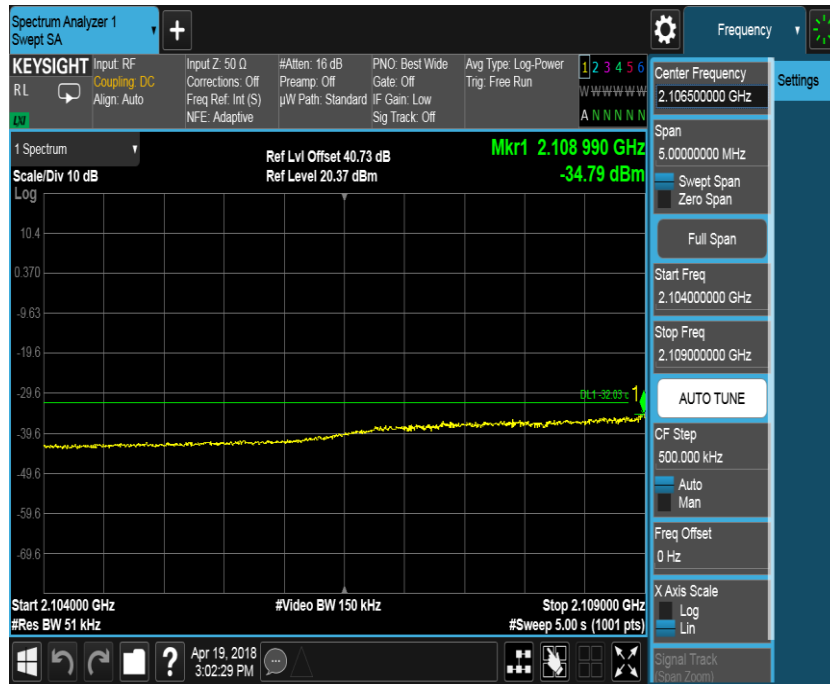 Spectrum Analyzer 1
Swept SA
+
Frequency
KEYSIGHT
RL
LXI
Input: RF
Coupling: DC
Align: Auto
Input Z: 50 Ω
Corrections: Off
Freq Ref: Int (S)
NFE: Adaptive
#Atten: 16 dB
Preamp: Off
µW Path: Standard
PNO: Best Wide
Gate: Off
IF Gain: Low
Sig Track: Off
Avg Type: Log-Power
Trig: Free Run
1 2 3 4 5 6
W W W W W W
A N N N N N
1 Spectrum
Scale/Div 10 dB
Log
Ref Lvl Offset 40.73 dB
Ref Level 20.37 dBm
Mkr1 2.108 990 GHz
-34.79 dBm
10.4
0.370
-9.63
-19.6
-29.6
-39.6
-49.6
-59.6
-69.6
DL1 -32.03
1
Start 2.104000 GHz
#Res BW 51 kHz
#Video BW 150 kHz
Stop 2.109000 GHz
#Sweep 5.00 s (1001 pts)
?
Apr 19, 2018
3:02:29 PM
Settings
Center Frequency
2.106500000 GHz
Span
5.00000000 MHz
Swept Span
Zero Span
Full Span
Start Freq
2.104000000 GHz
Stop Freq
2.109000000 GHz
AUTO TUNE
CF Step
500.000 kHz
Auto
Man
Freq Offset
0 Hz
X Axis Scale
Log
Lin
Signal Track
(Span Zoom)